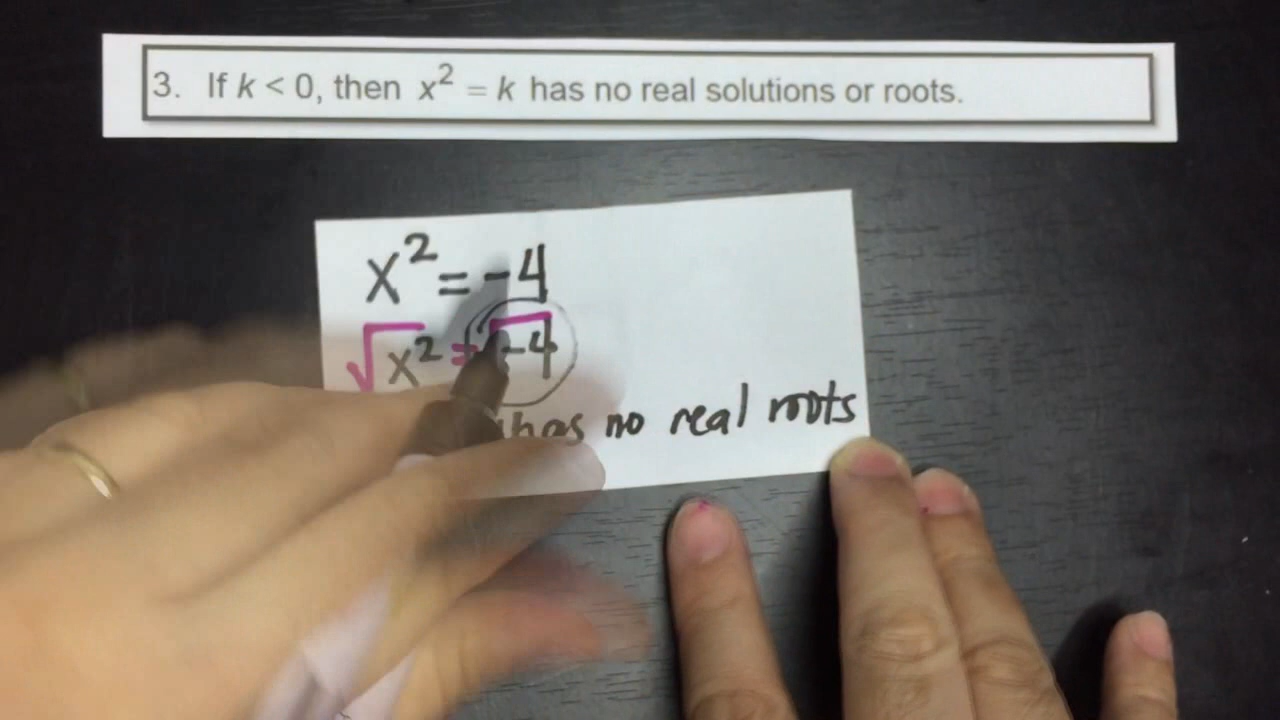 3. If k < 0, then x² = k has no real solutions or roots.
x² = -4
√x² = √-4
has no real roots